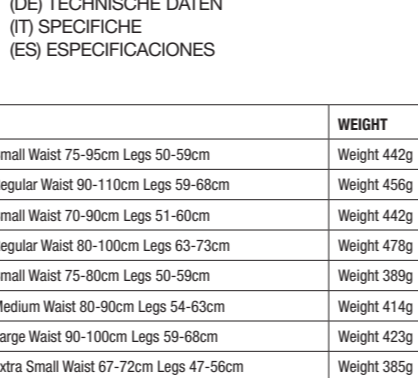 (DE) TECHNISCHE DATEN
(IT) SPECIFICHE
(ES) ESPECIFICACIONES
WEIGHT
mall Waist 75-95cm Legs 50-59cm Weight 442g
egular Waist 90-110cm Legs 59-68cm Weight 456g
mall Waist 70-90cm Legs 51-60cm Weight 442g
egular Waist 80-100cm Legs 63-73cm Weight 478g
mall Waist 75-80cm Legs 50-59cm Weight 389g
Medium Waist 80-90cm Legs 54-63cm Weight 414g
arge Waist 90-100cm Legs 59-68cm Weight 423g
xtra Small Waist 67-72cm Legs 47-56cm Weight 385g